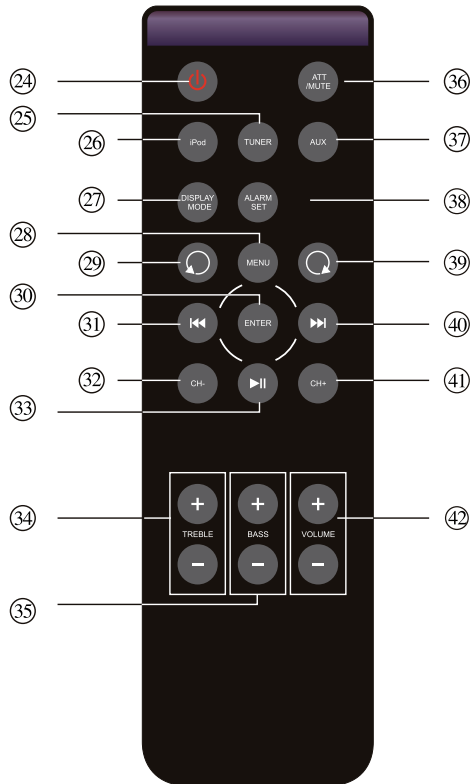 24
36
ATT
/MUTE
25
26
iPod
TUNER
AUX
37
27
DISPLAY
MODE
ALARM
SET
38
28
MENU
29
39
30
31
ENTER
40
32
CH-
CH+
41
33
34
+
+
+
42
TREBLE
BASS
VOLUME
-
-
-
35